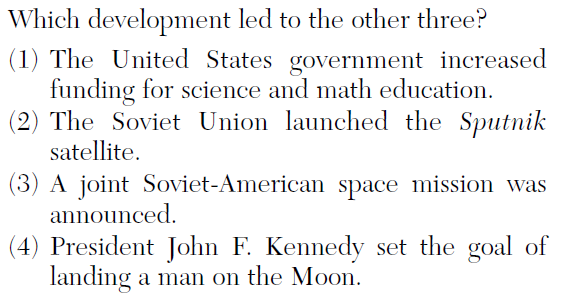 Which development led to the other three?
(1) The United States government increased
funding for science and math education.
(2) The Soviet Union launched the Sputnik
satellite.
(3) A joint Soviet-American space mission was
announced.
(4) President John F. Kennedy set the goal of
landing a man on the Moon.